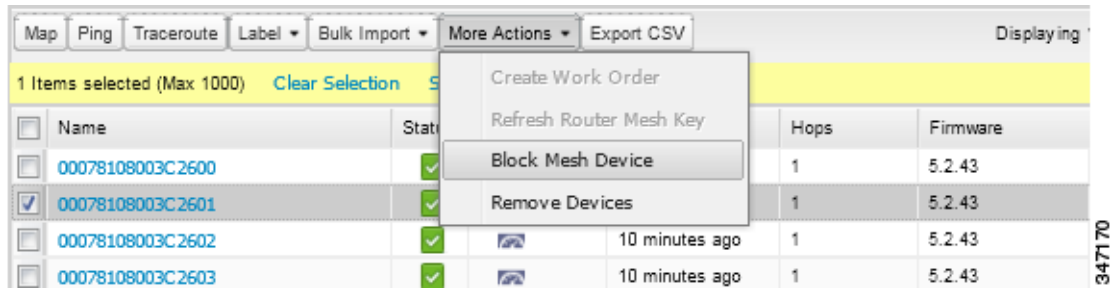 Map Ping Traceroute Label Bulk Import More Actions Export CSV Displaying
1 Items selected (Max 1000) Clear Selection S
Create Work Order
Refresh Router Mesh Key
Block Mesh Device
Remove Devices
Name Statu Hops Firmware
00078108003C2600 1 5.2.43
00078108003C2601 1 5.2.43
00078108003C2602 10 minutes ago 1 5.2.43
00078108003C2603 10 minutes ago 1 5.2.43
347170